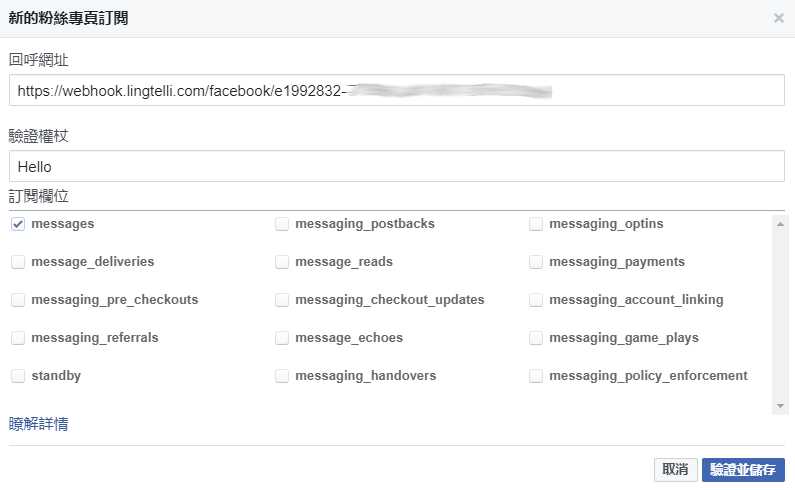 新的粉絲專頁訂閱
回呼網址
https://webhook.lingtelli.com/facebook/e1992832-
驗證權杖
Hello
訂閱欄位
messages messaging_postbacks messaging_optins
message_deliveries message_reads messaging_payments
messaging_pre_checkouts messaging_checkout_updates messaging_account_linking
messaging_referrals message_echoes messaging_game_plays
standby messaging_handovers messaging_policy_enforcement
瞭解詳情
取消 驗證並儲存